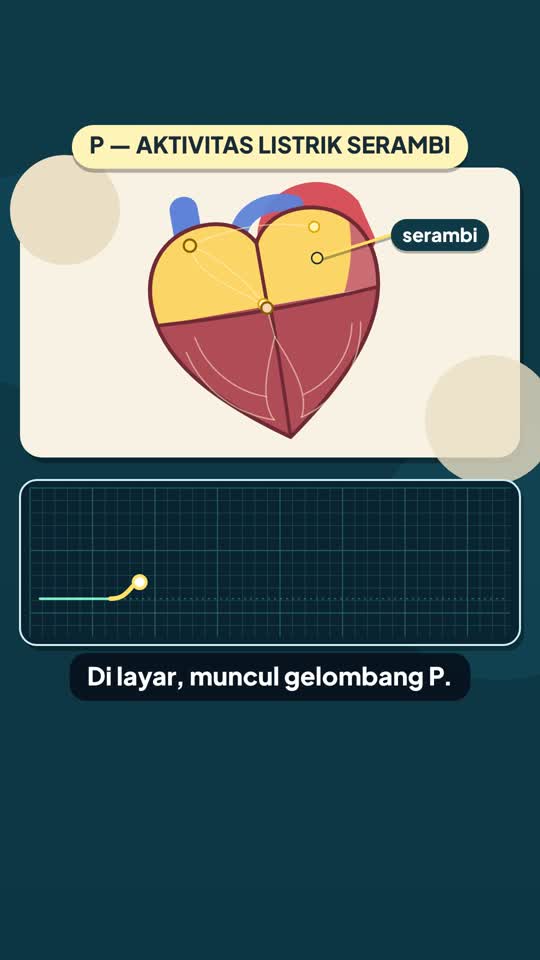 P — AKTIVITAS LISTRIK SERAMBI
serambi
Di layar, muncul gelombang P.